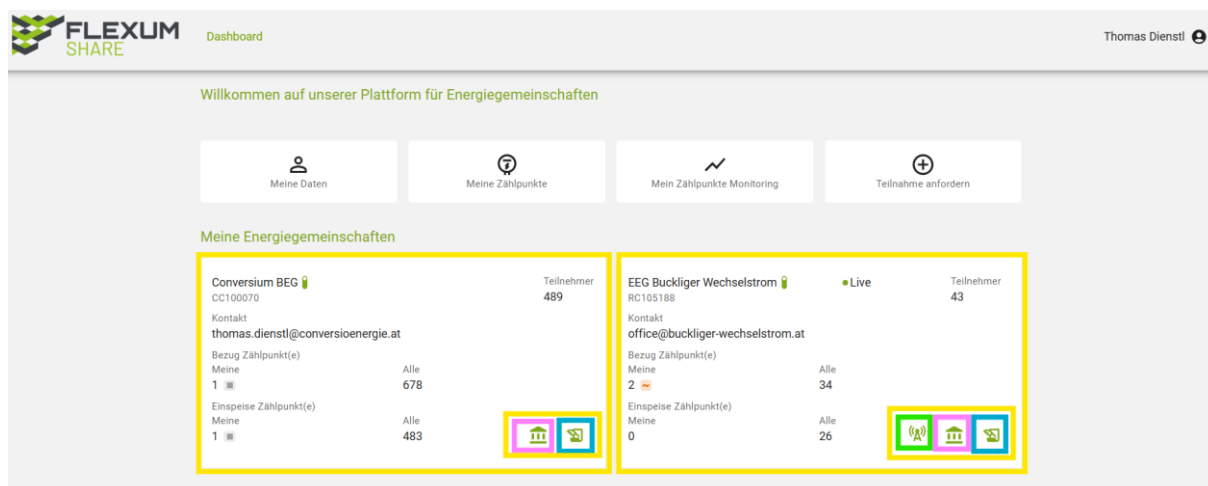 FLEXUM
SHARE
Dashboard
Thomas Dienstl
Willkommen auf unserer Plattform für Energiegemeinschaften
Meine Daten
Meine Zählpunkte
Mein Zählpunkte Monitoring
Teilnahme anfordern
Meine Energiegemeinschaften
Conversium BEG
Teilnehmer
CC100070
489
Kontakt
thomas.dienstl@conversioenergie.at
Bezug Zählpunkt(e)
Meine Alle
1 678
Einspeise Zählpunkt(e)
Meine Alle
1 483
EEG Buckliger Wechselstrom
Live
Teilnehmer
RC105188
43
Kontakt
office@buckliger-wechselstrom.at
Bezug Zählpunkt(e)
Meine Alle
2 34
Einspeise Zählpunkt(e)
Meine Alle
0 26